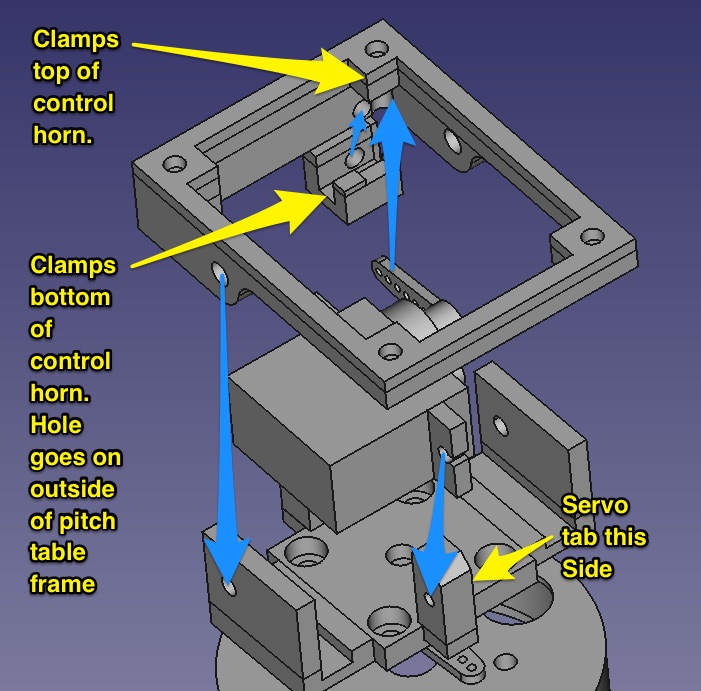 Clamps
top of
control
horn.
Clamps
bottom
of
control
horn.
Hole
goes on
outside
of pitch
table
frame
Servo
tab this
Side